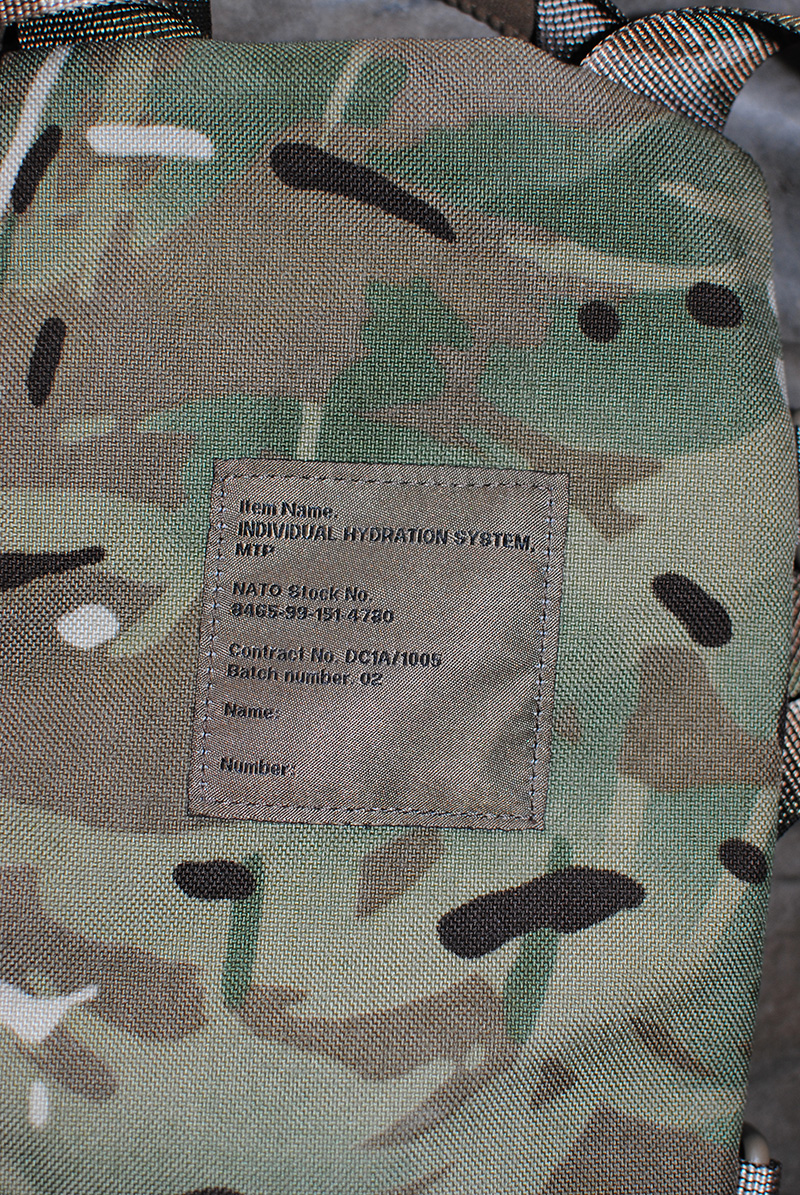 Item Name.
INDIVIDUAL HYDRATION SYSTEM,
MTP
NATO Stock No.
8465-99-151-4780
Contract No. DC1A/1005
Batch number. 02
Name:
Number: